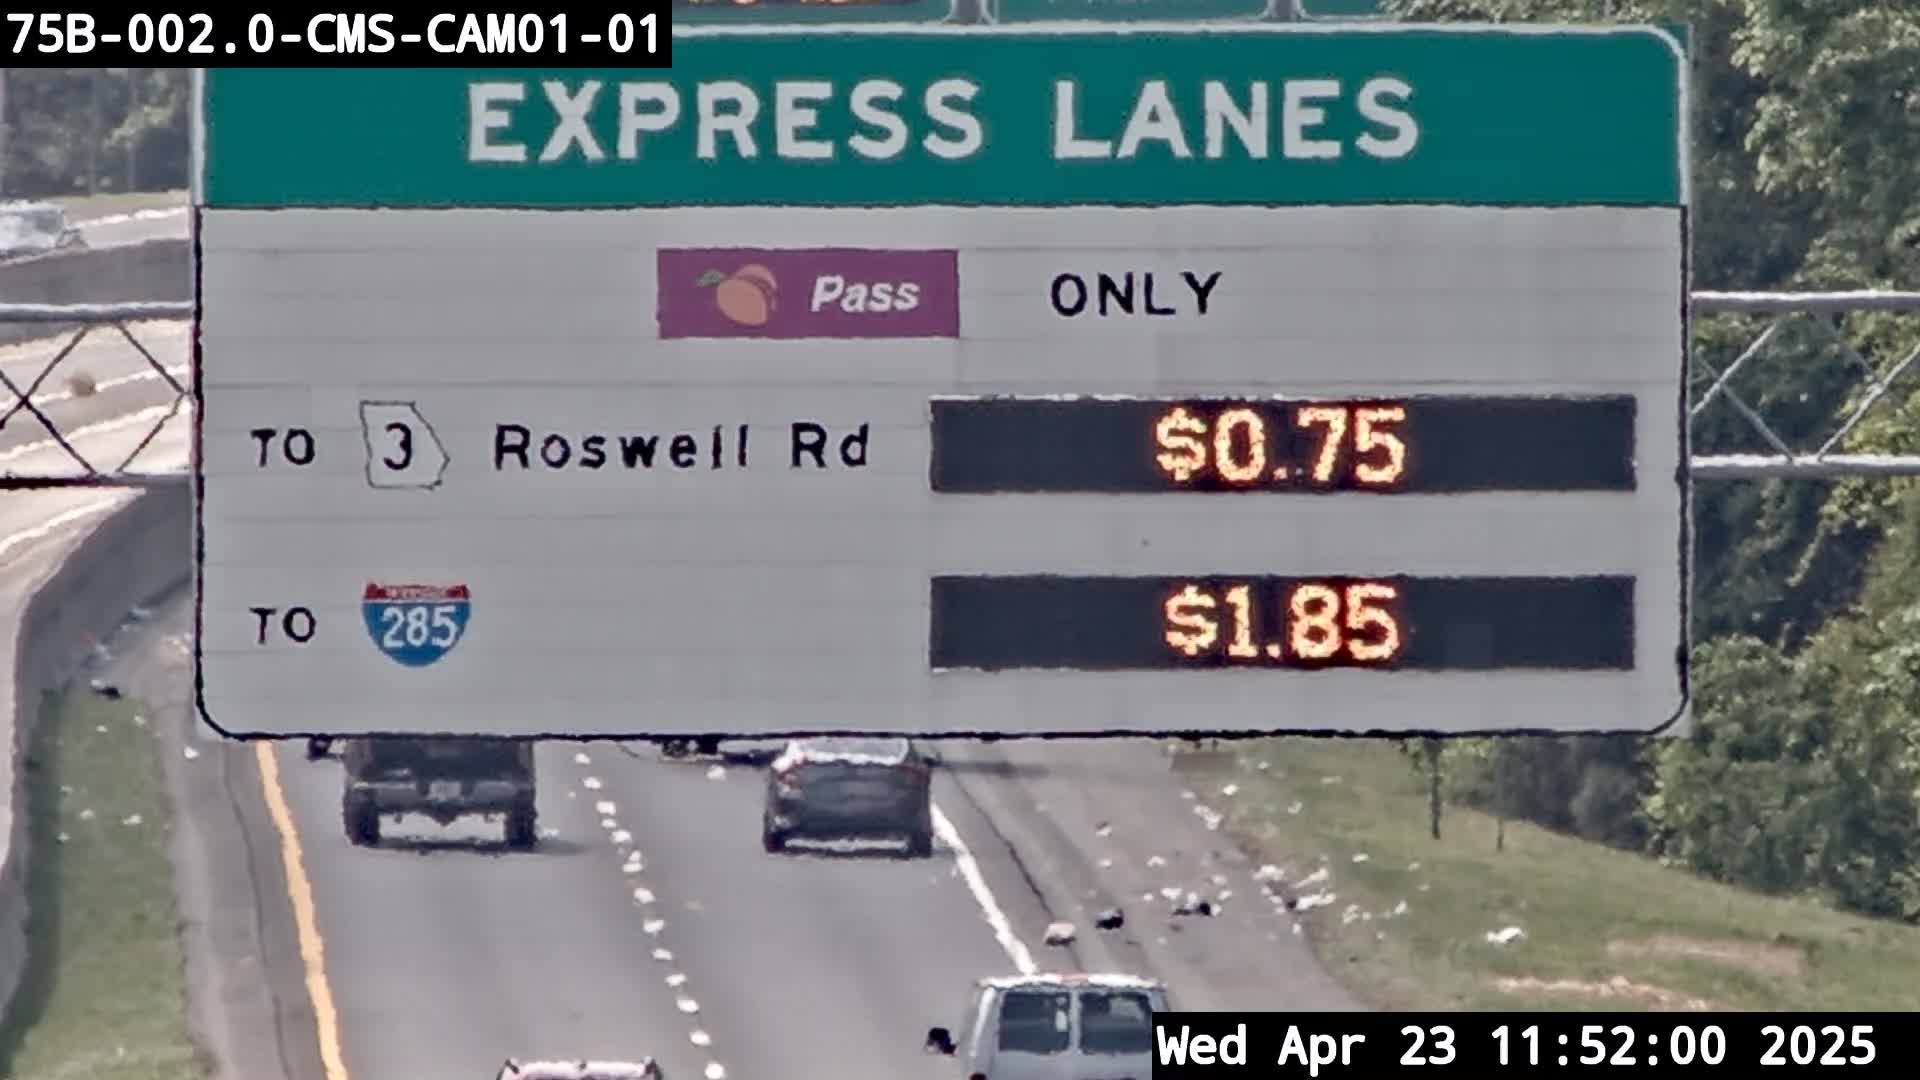 75B-002.0-CMS-CAM01-01
EXPRESS LANES
Pass ONLY
TO 3 Roswell Rd $0.75
TO 285 $1.85
Wed Apr 23 11:52:00 2025